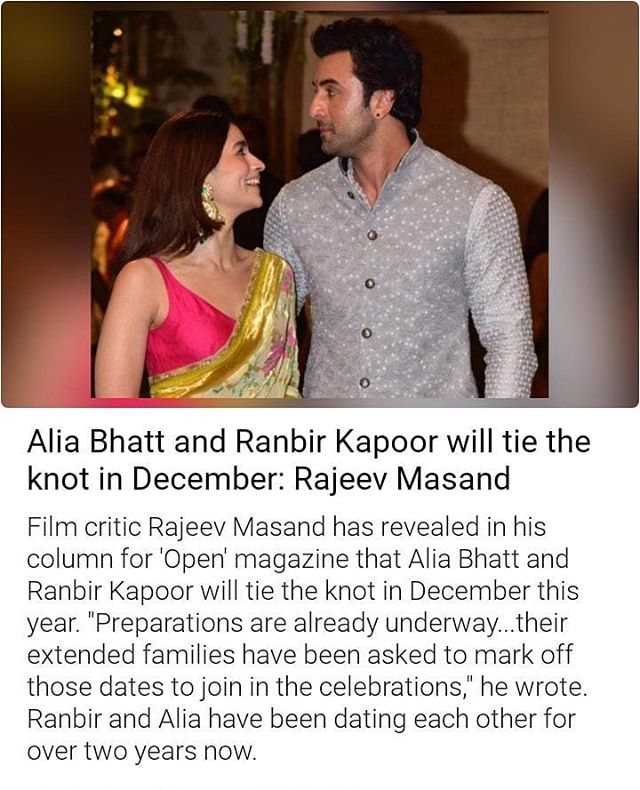 Alia Bhatt and Ranbir Kapoor will tie the
knot in December: Rajeev Masand
Film critic Rajeev Masand has revealed in his
column for 'Open' magazine that Alia Bhatt and
Ranbir Kapoor will tie the knot in December this
year. "Preparations are already underway...their
extended families have been asked to mark off
those dates to join in the celebrations," he wrote.
Ranbir and Alia have been dating each other for
over two years now.